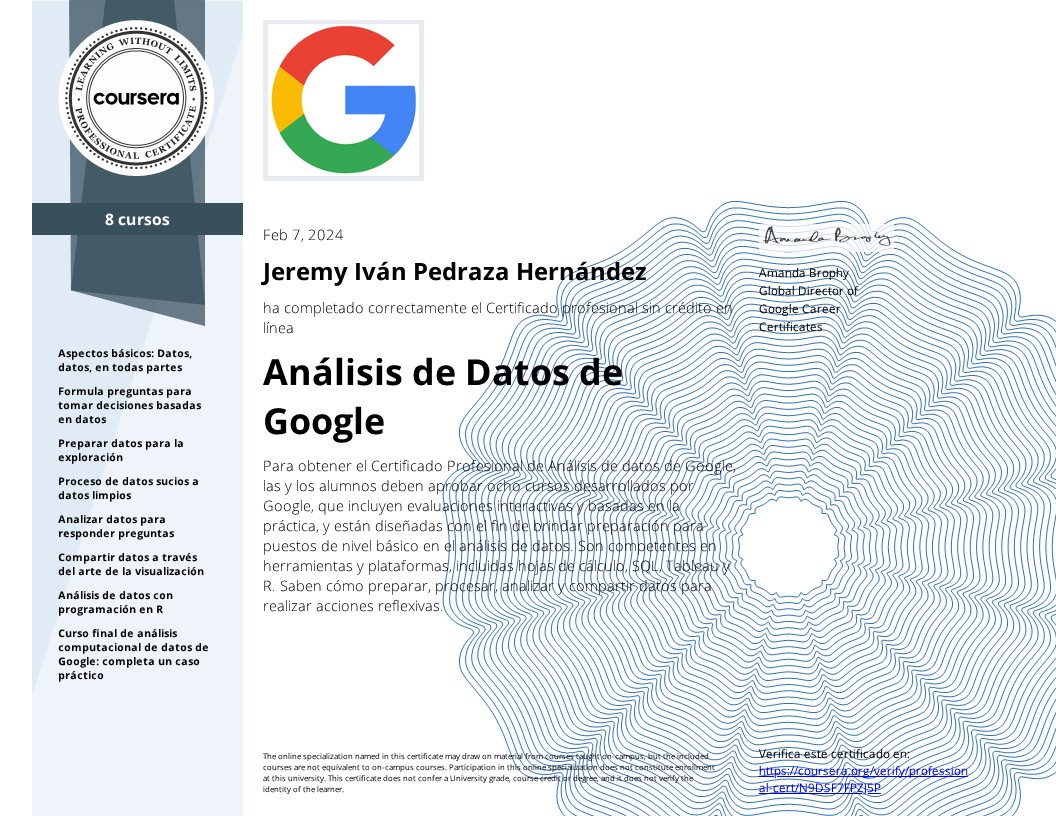 LEARNING WITHOUT LIMITS
coursera
PROFESSIONAL CERTIFICATE
8 cursos
Aspectos básicos: Datos,
datos, en todas partes
Formula preguntas para
tomar decisiones basadas
en datos
Preparar datos para la
exploración
Proceso de datos sucios a
datos limpios
Analizar datos para
responder preguntas
Compartir datos a través
del arte de la visualización
Análisis de datos con
programación en R
Curso final de análisis
computacional de datos de
Google: completa un caso
práctico
Feb 7, 2024
Jeremy Iván Pedraza Hernández
ha completado correctamente el Certificado profesional sin crédito en
línea
Análisis de Datos de
Google
Para obtener el Certificado Profesional de Análisis de datos de Google,
las y los alumnos deben aprobar ocho cursos desarrollados por
Google, que incluyen evaluaciones interactivas y basadas en la
práctica, y están diseñadas con el fin de brindar preparación para
puestos de nivel básico en el análisis de datos. Son competentes en
herramientas y plataformas, incluidas hojas de cálculo, SQL, Tableau y
R. Saben cómo preparar, procesar, analizar y compartir datos para
realizar acciones reflexivas.
Amanda Brophy
Amanda Brophy
Global Director of
Google Career
Certificates
The online specialization named in this certificate may draw on material from courses taught on-campus, but the included
courses are not equivalent to on-campus courses. Participation in this online specialization does not constitute enrollment
at this university. This certificate does not confer a University grade, course credit or degree, and it does not verify the
identity of the learner.
Verifica este certificado en:
https://coursera.org/verify/profession
al-cert/N9DSF7FPZJ5P